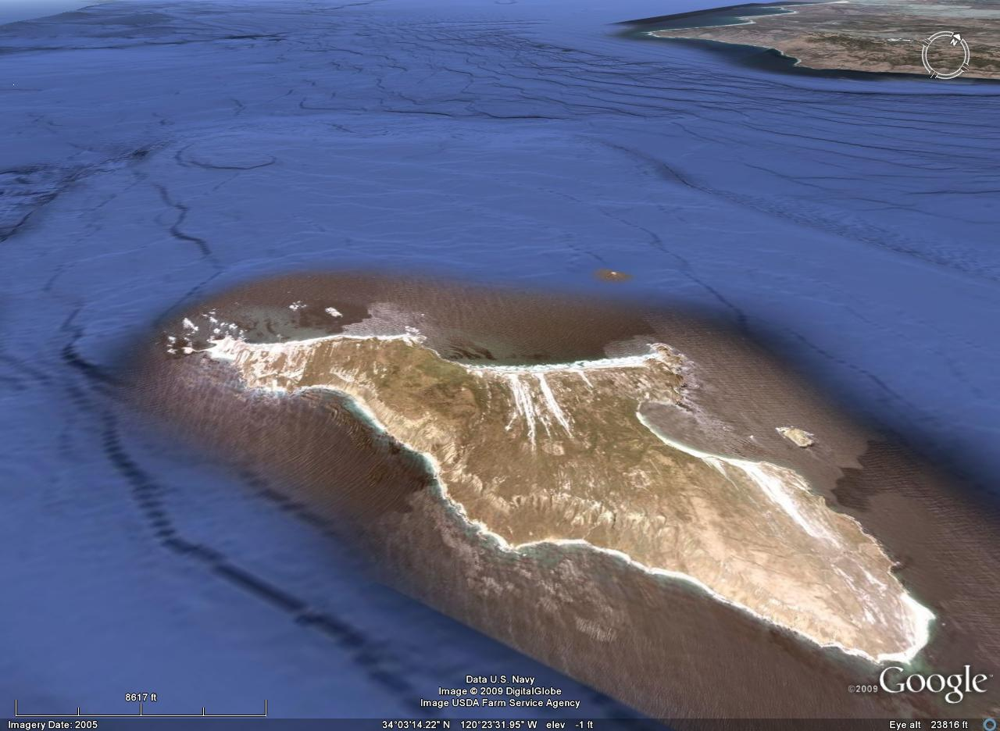 N
8617 ft
Data U.S. Navy
Image © 2009 DigitalGlobe
Image USDA Farm Service Agency
©2009 Google™
Imagery Date: 2005
34°03'14.22" N 120°23'31.95" W elev -1 ft
Eye alt 23816 ft